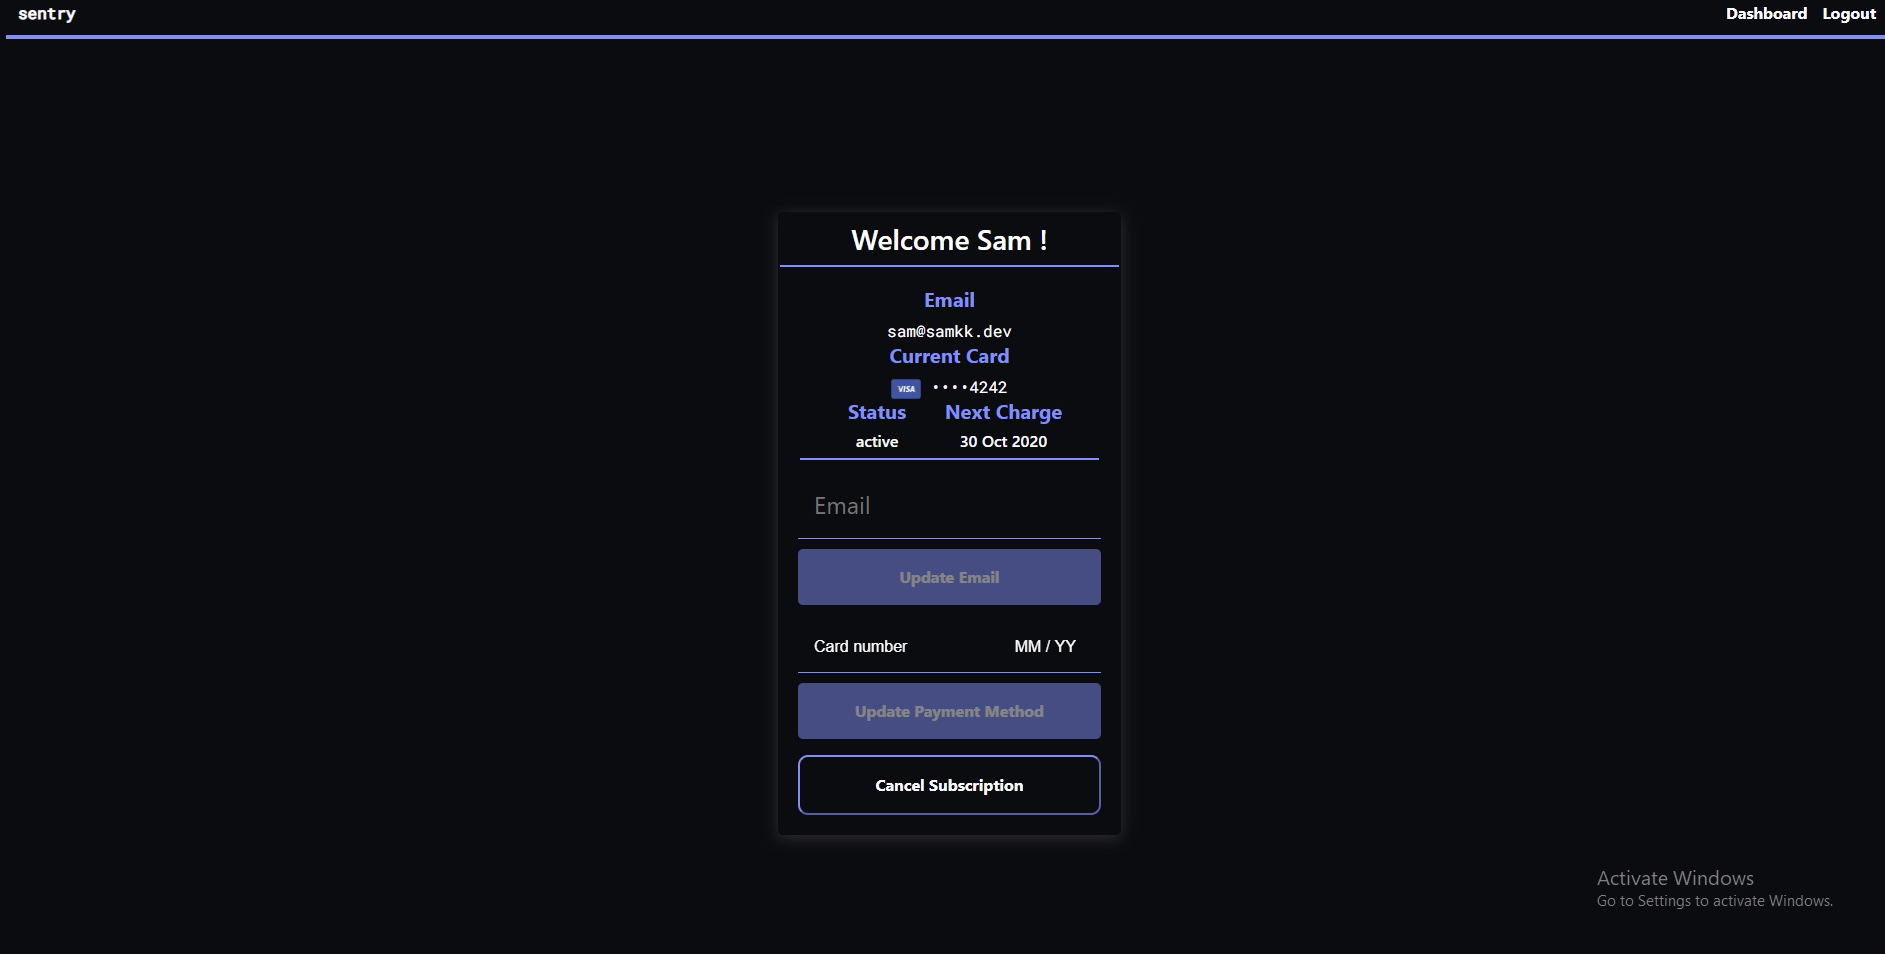 sentry Dashboard Logout
Welcome Sam !
Email
sam@samkk.dev
Current Card
VISA ••••4242
Status Next Charge
active 30 Oct 2020
Email
Update Email
Card number MM / YY
Update Payment Method
Cancel Subscription
Activate Windows
Go to Settings to activate Windows.